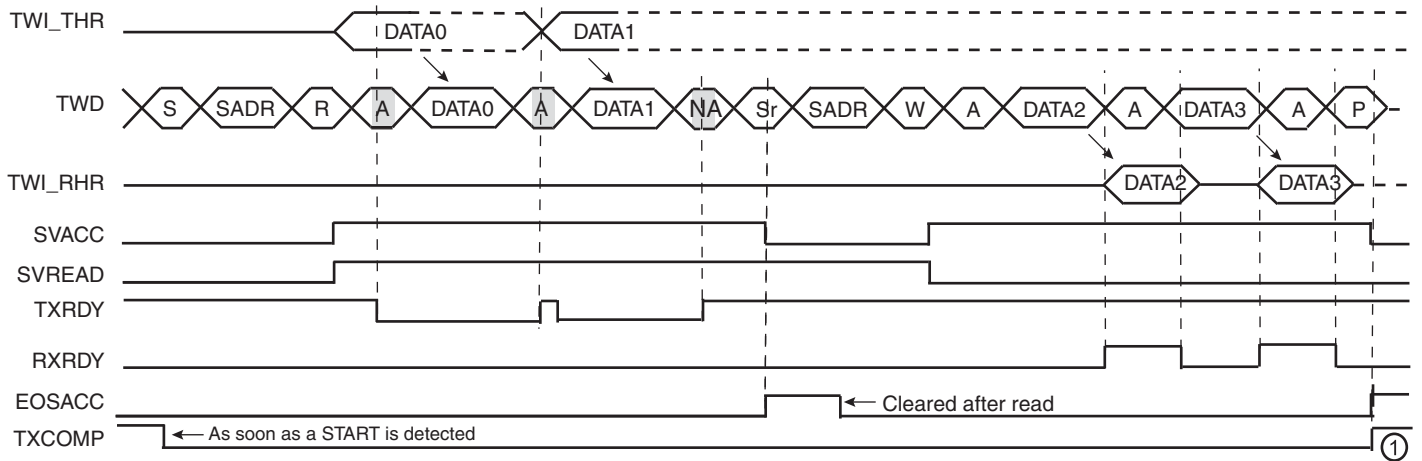 TWI_THR DATA0 DATA1
TWD S SADR R A DATA0 A DATA1 NA Sr SADR W A DATA2 A DATA3 A P
TWI_RHR DATA2 DATA3
SVACC
SVREAD
TXRDY
RXRDY
EOSACC Cleared after read
TXCOMP As soon as a START is detected 1